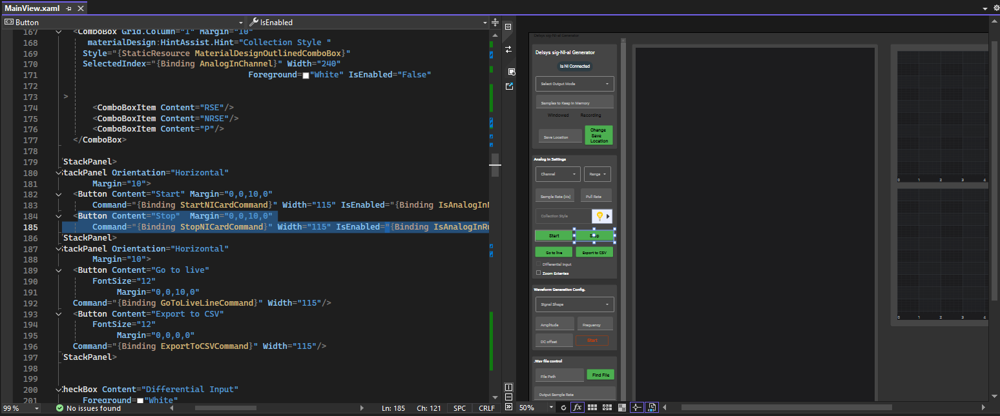 MainView.xaml
Button
IsEnabled
167 <ComboBox Grid.Column="1" Margin="10"
168 materialDesign:HintAssist.Hint="Collection Style "
169 Style="{StaticResource MaterialDesignOutlinedComboBox}"
170 SelectedIndex="{Binding AnalogInChannel}" Width="240"
171 Foreground="White" IsEnabled="False"
172
173 >
174 <ComboBoxItem Content="RSE"/>
175 <ComboBoxItem Content="NRSE"/>
176 <ComboBoxItem Content="P"/>
177 </ComboBox>
178
179 StackPanel>
180 tackPanel Orientation="Horizontal"
181 Margin="10">
182 <Button Content="Start" Margin="0,0,10,0"
183 Command="{Binding StartNICardCommand}" Width="115" IsEnabled="{Binding IsAnalogIn
184 <Button Content="Stop"  Margin="0,0,10,0"
185 Command="{Binding StopNICardCommand}" Width="115" IsEnabled="{Binding IsAnalogInRu
186 StackPanel>
187 tackPanel Orientation="Horizontal"
188 Margin="10">
189 <Button Content="Go to live"
190 FontSize="12"
191 Margin="0,0,10,0"
192 Command="{Binding GoToLiveLineCommand}" Width="115"/>
193 <Button Content="Export to CSV"
194 FontSize="12"
195 Margin="0,0,0,0"
196 Command="{Binding ExportToCSVCommand}" Width="115"/>
197 StackPanel>
198
199
200 heckBox Content="Differential Input"
201 Foreground="White"
99 %
No issues found
Ln: 185
Ch: 121
SPC
CRLF
Delsys sig-NI-al Generator
Delsys sig-NI-al Generator
Is NI Connected
Select Output Mode
Samples to Keep in Memory
Windowed
Recording
Save Location
Change
Save
Location
Analog In Settings
Channel
Range
Sample Rate (Hz)
Pull Rate
Collection Style
Start
Stop
Go to live
Export to CSV
Differential Input
Zoom Extentes
Waveform Generation Config.
Signal Shape
Amplitude
Frequency
DC offset
Start
.Wav file control
File Path
Find File
Output Sample Rate
0 1 2 3 4
0 1 2 3 4
50%
fx